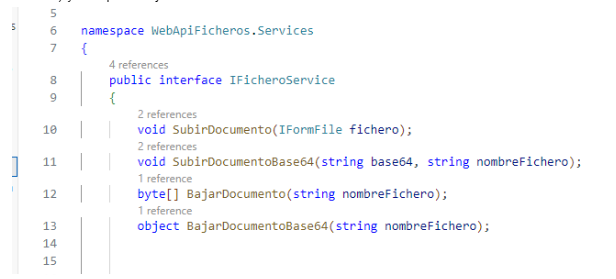 5
6 namespace WebApiFicheros.Services
7 {
4 references
8 public interface IFicheroService
9 {
2 references
10 void SubirDocumento(IFormFile fichero);
2 references
11 void SubirDocumentoBase64(string base64, string nombreFichero);
1 reference
12 byte[] BajarDocumento(string nombreFichero);
1 reference
13 object BajarDocumentoBase64(string nombreFichero);
14
15